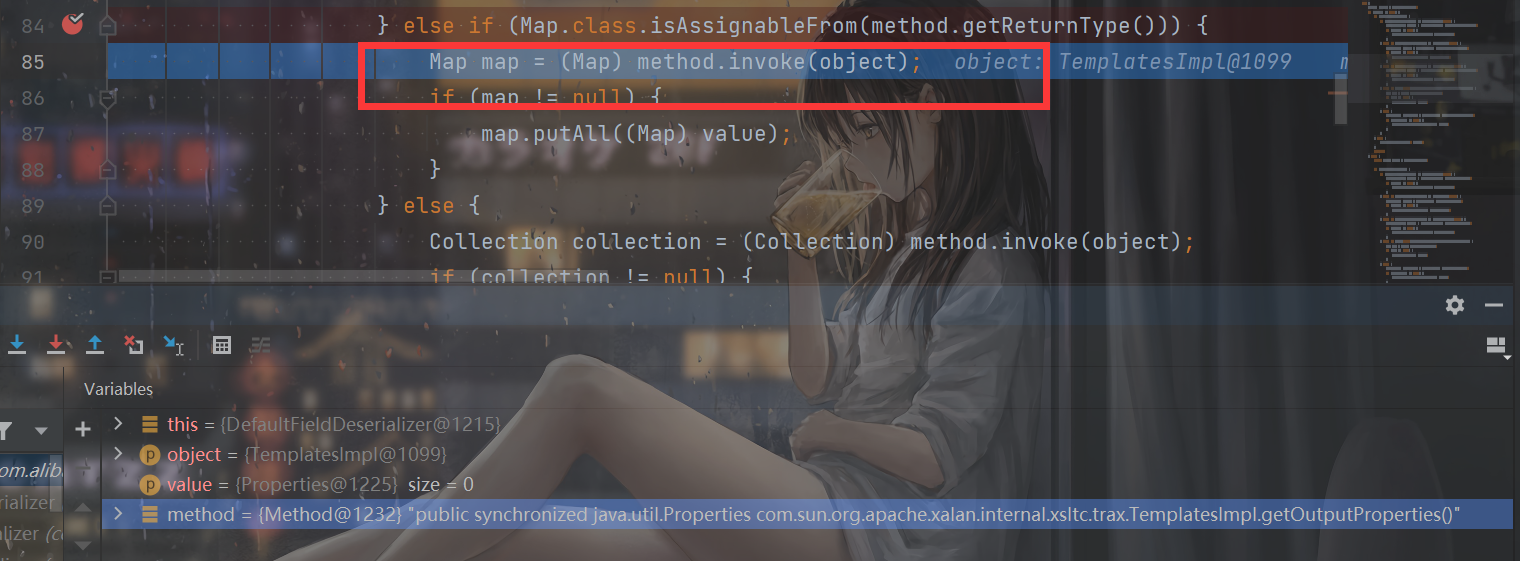 84 } else if (Map.class.isAssignableFrom(method.getReturnType())) {
85 Map map = (Map) method.invoke(object); object: TemplatesImpl@1099 m
86 if (map != null) {
87 map.putAll((Map) value);
88 }
89 } else {
90 Collection collection = (Collection) method.invoke(object);
91 if (collection != null) {
Variables
this = {DefaultFieldDeserializer@1215}
object = {TemplatesImpl@1099}
value = {Properties@1225} size = 0
om.alib
method = {Method@1232} "public synchronized java.util.Properties com.sun.org.apache.xalan.internal.xsltc.trax.TemplatesImpl.getOutputProperties()"
rializer
alizer (c